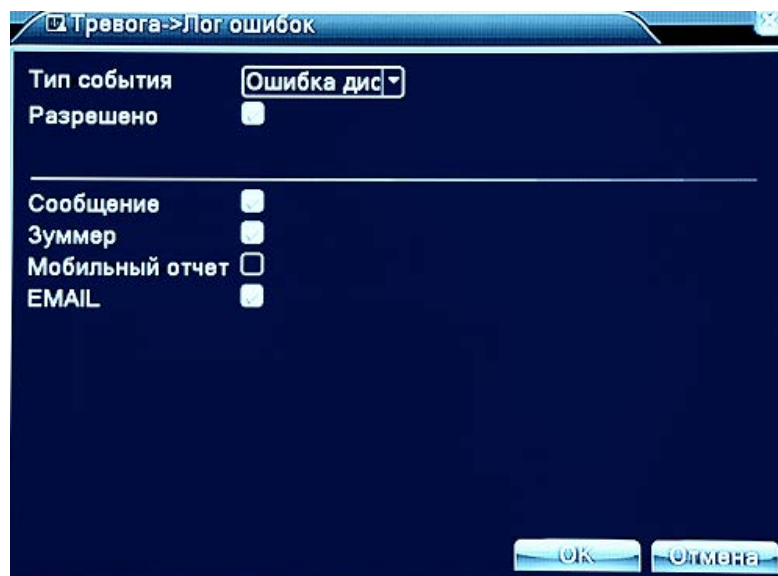 Тревога->Лог ошибок
Тип события Ошибка дис
Разрешено
Сообщение
Зуммер
Мобильный отчет
EMAIL
OK Отмена